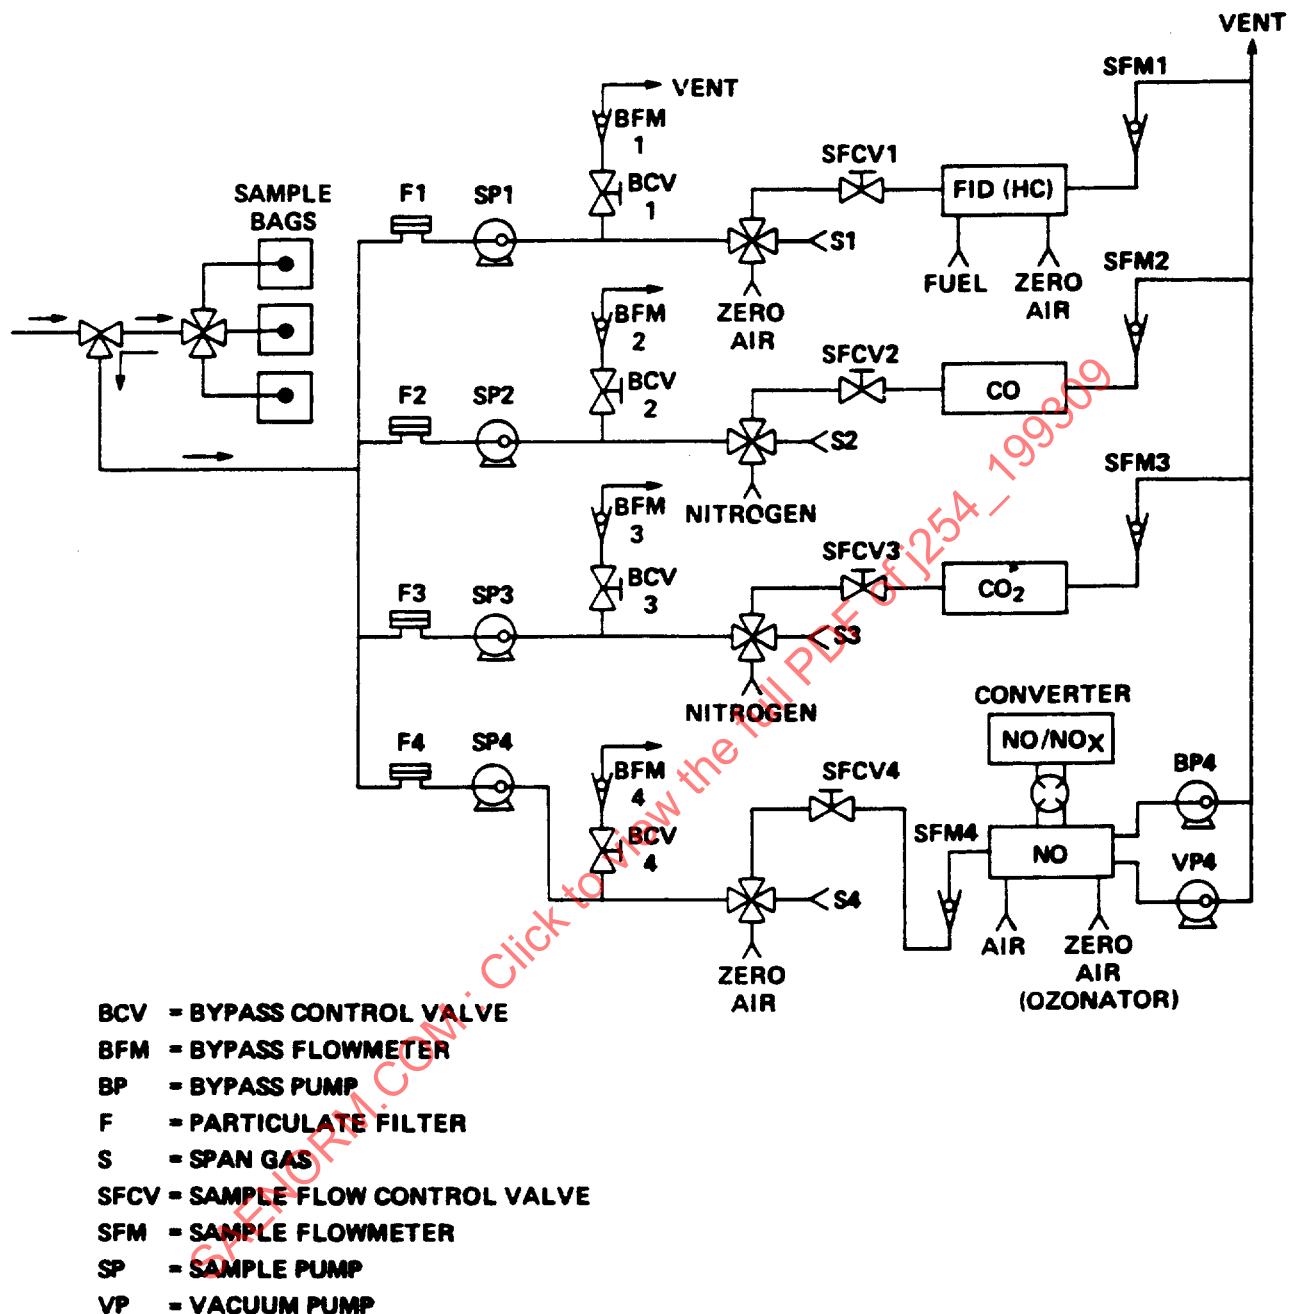 VENT
SFM1
VENT
BFM
1
SFCV1
BCV
1
FID (HC)
SAMPLE
BAGS
F1
SP1
S1
FUEL
ZERO
AIR
SFM2
ZERO
AIR
BFM
2
SFCV2
BCV
2
CO
F2
SP2
S2
SFM3
NITROGEN
BFM
3
SFCV3
BCV
3
CO2
F3
SP3
S3
NITROGEN
CONVERTER
NO/NOX
F4
SP4
BFM
4
SFCV4
BP4
BCV
4
SFM4
NO
VP4
S4
AIR
ZERO
AIR
(OZONATOR)
ZERO
AIR
BCV = BYPASS CONTROL VALVE
BFM = BYPASS FLOWMETER
BP = BYPASS PUMP
F = PARTICULATE FILTER
S = SPAN GAS
SFCV = SAMPLE FLOW CONTROL VALVE
SFM = SAMPLE FLOWMETER
SP = SAMPLE PUMP
VP = VACUUM PUMP
SAENORM.COM : Click to view the full PDF of j254_199309